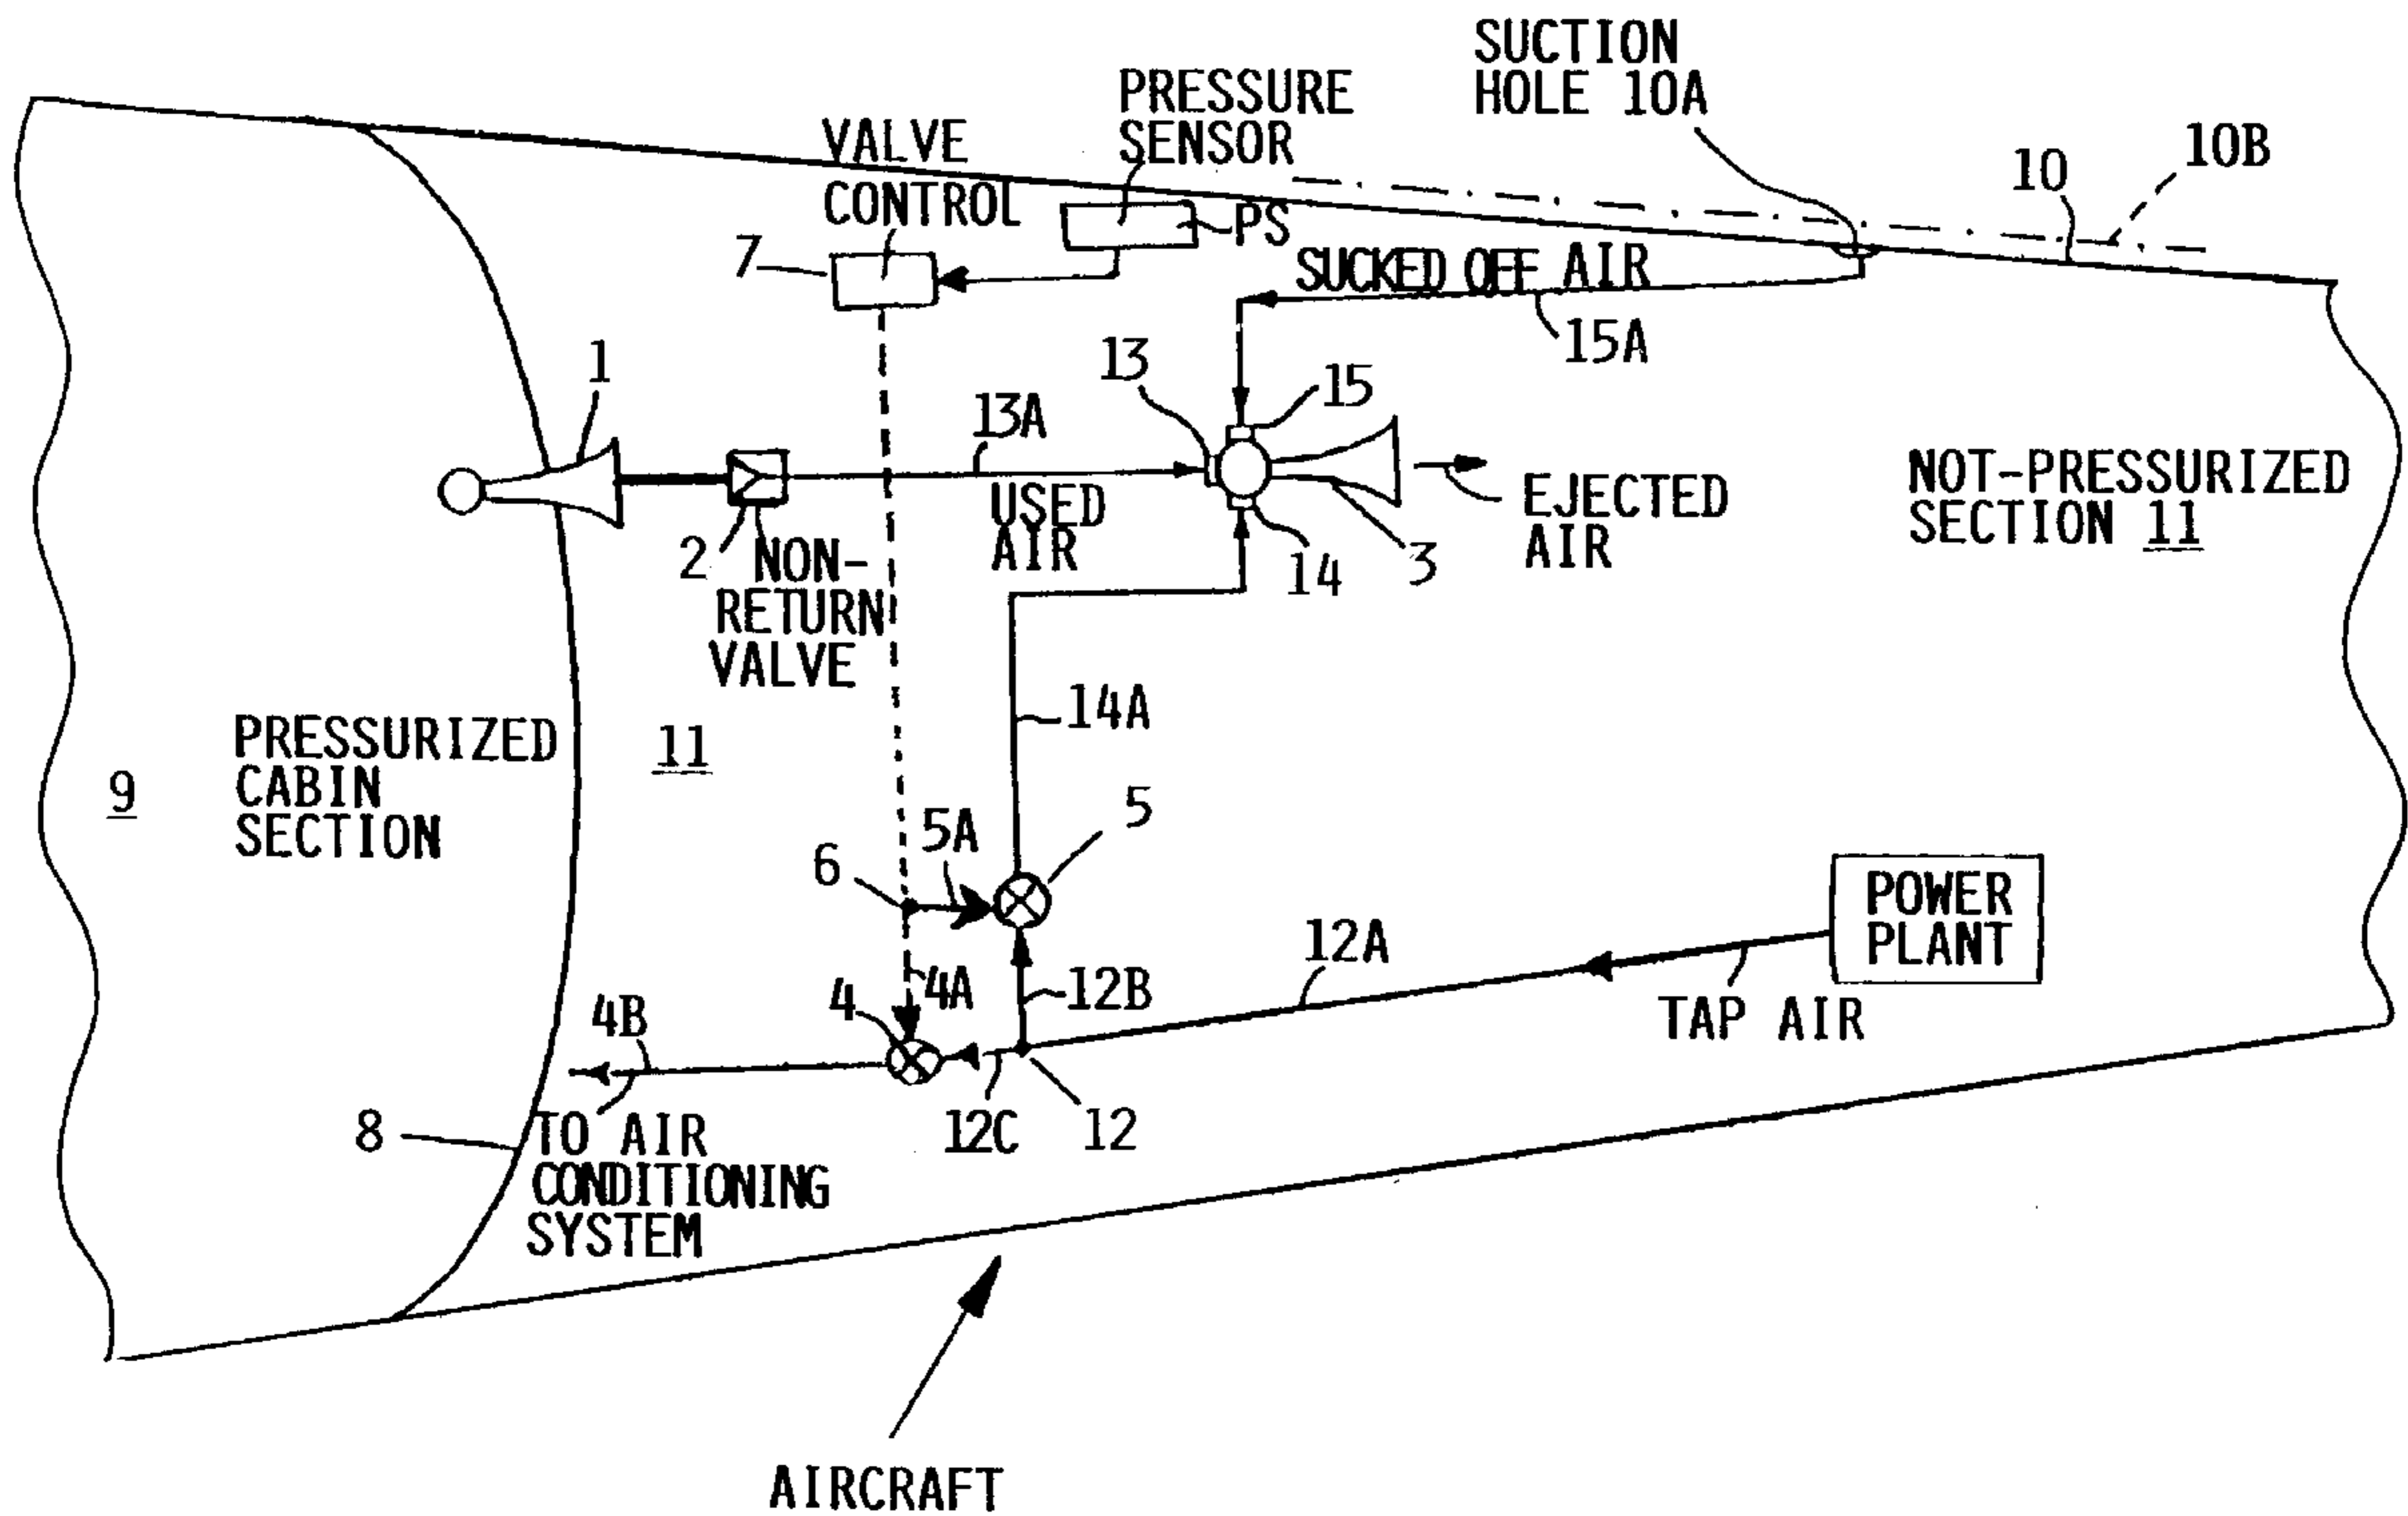 SUCTION
HOLE 10A
PRESSURE
SENSOR
VALVE
CONTROL
10B
10
PS
7
SUCKED OFF AIR
15A
1
13
15
13A
USED
AIR
EJECTED
AIR
NOT-PRESSURIZED
SECTION 11
2
NON-
RETURN
VALVE
14
3
14A
PRESSURIZED
CABIN
SECTION
9
11
5A
5
6
POWER
PLANT
12A
4A
12B
4
4B
TAP AIR
8
TO AIR
CONDITIONING
SYSTEM
12C
12
AIRCRAFT